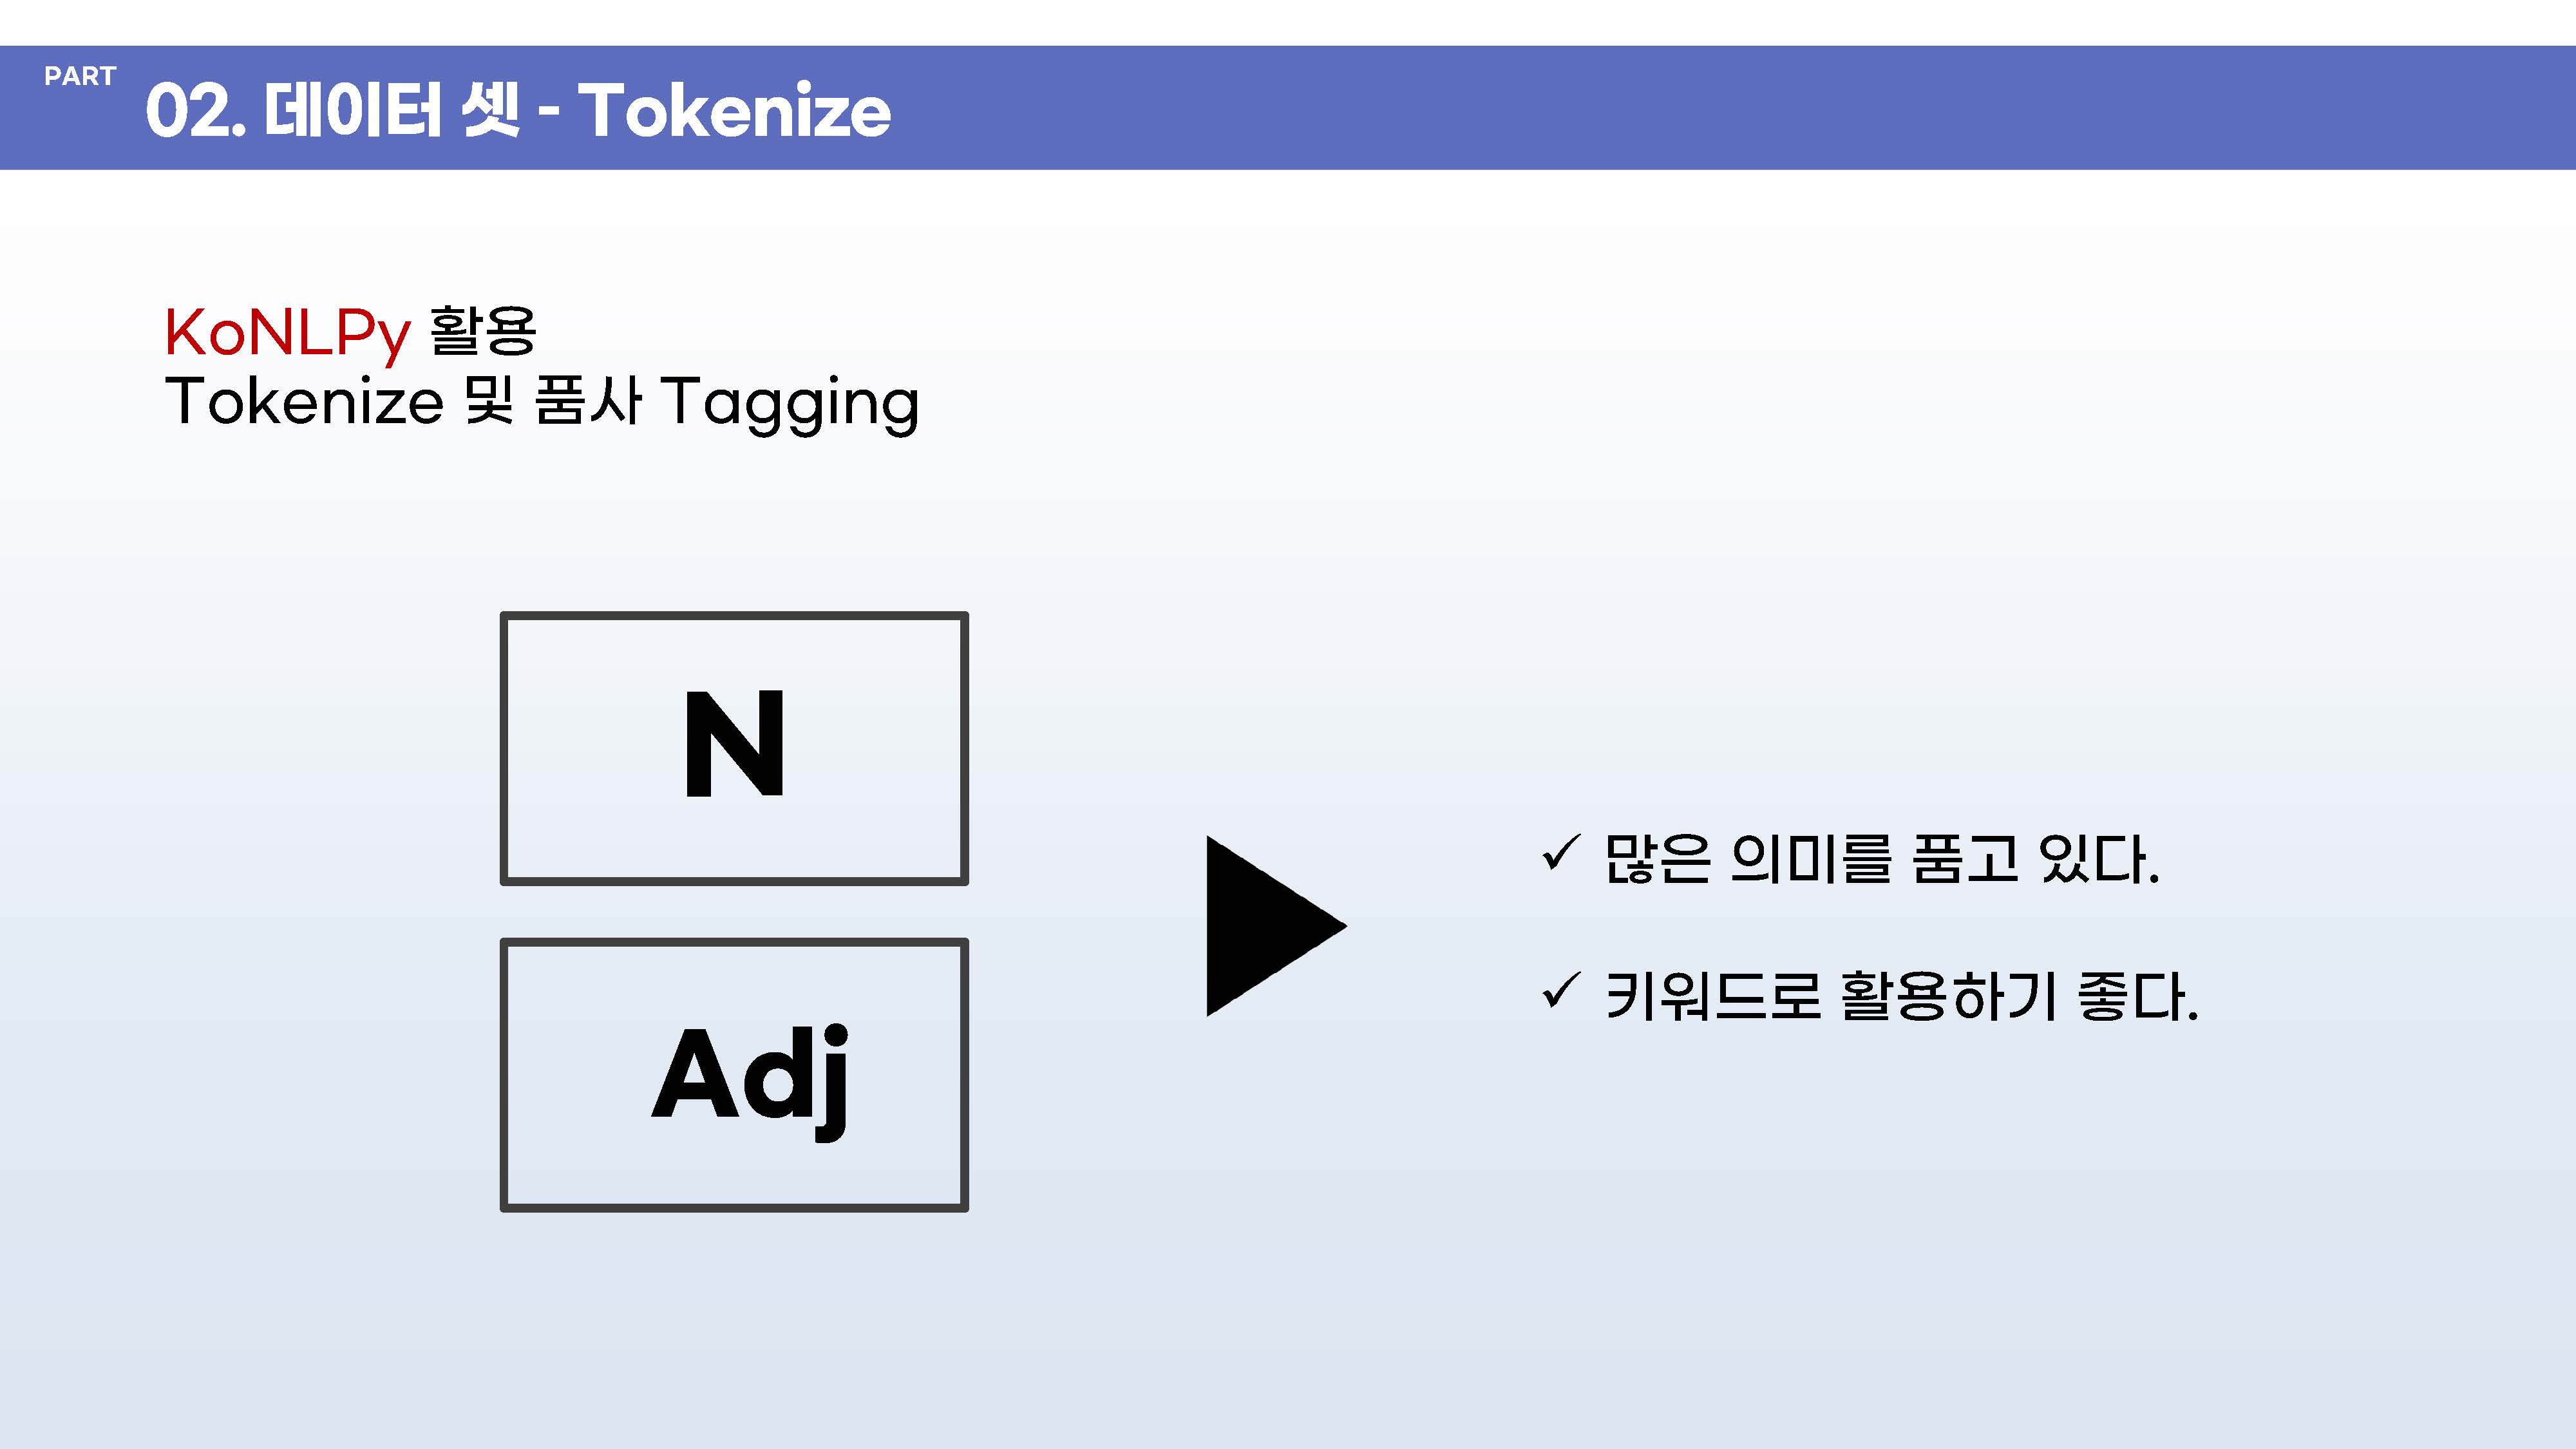 PART
02. 데이터 셋 - Tokenize
KoNLPy 활용
Tokenize 및 품사 Tagging
N
Adj
✓ 많은 의미를 품고 있다.
✓ 키워드로 활용하기 좋다.